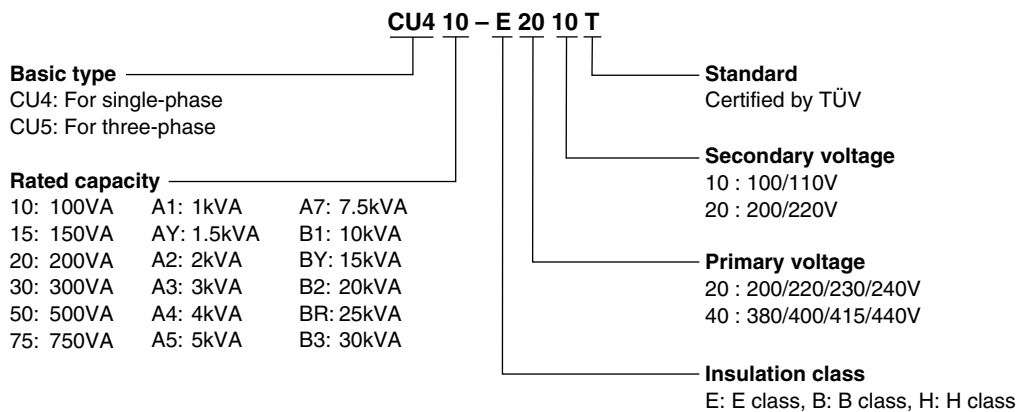 CU4 10 – E 20 10 T
Basic type
CU4: For single-phase
CU5: For three-phase
Rated capacity
10: 100VA A1: 1kVA A7: 7.5kVA
15: 150VA AY: 1.5kVA B1: 10kVA
20: 200VA A2: 2kVA BY: 15kVA
30: 300VA A3: 3kVA B2: 20kVA
50: 500VA A4: 4kVA BR: 25kVA
75: 750VA A5: 5kVA B3: 30kVA
Standard
Certified by TÜV
Secondary voltage
10 : 100/110V
20 : 200/220V
Primary voltage
20 : 200/220/230/240V
40 : 380/400/415/440V
Insulation class
E: E class, B: B class, H: H class